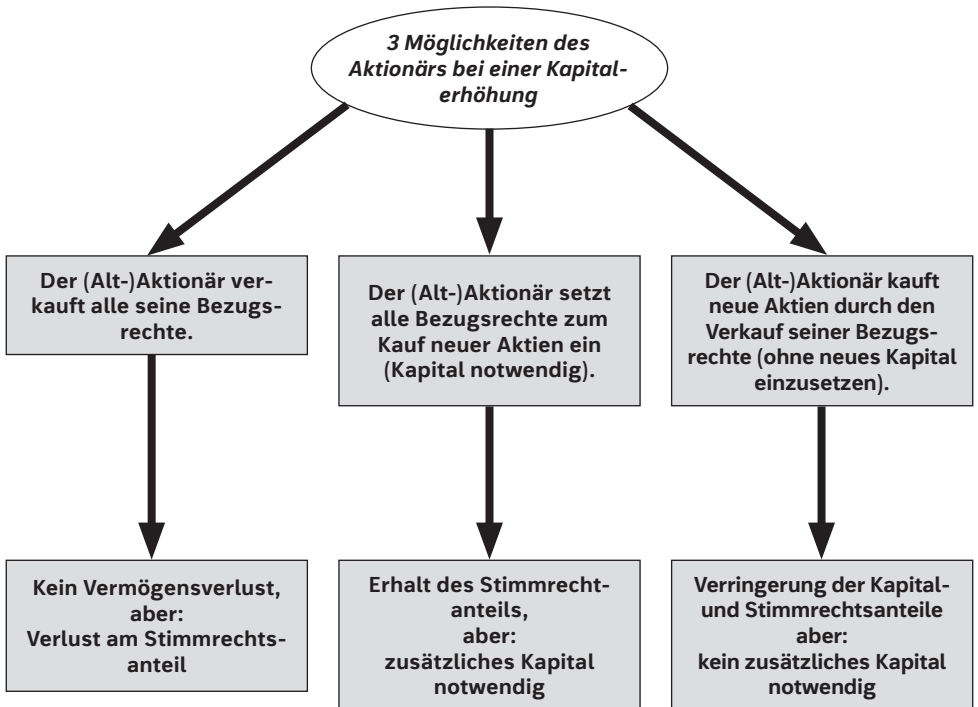 3 Möglichkeiten des
Aktionärs bei einer Kapital-
erhöhung
Der (Alt-)Aktionär ver-
kauft alle seine Bezugs-
rechte.
Der (Alt-)Aktionär setzt
alle Bezugsrechte zum
Kauf neuer Aktien ein
(Kapital notwendig).
Der (Alt-)Aktionär kauft
neue Aktien durch den
Verkauf seiner Bezugs-
rechte (ohne neues Kapital
einzusetzen).
Kein Vermögensverlust,
aber:
Verlust am Stimmrechts-
anteil
Erhalt des Stimmrecht-
anteils,
aber:
zusätzliches Kapital
notwendig
Verringerung der Kapital-
und Stimmrechtsanteile
aber:
kein zusätzliches Kapital
notwendig